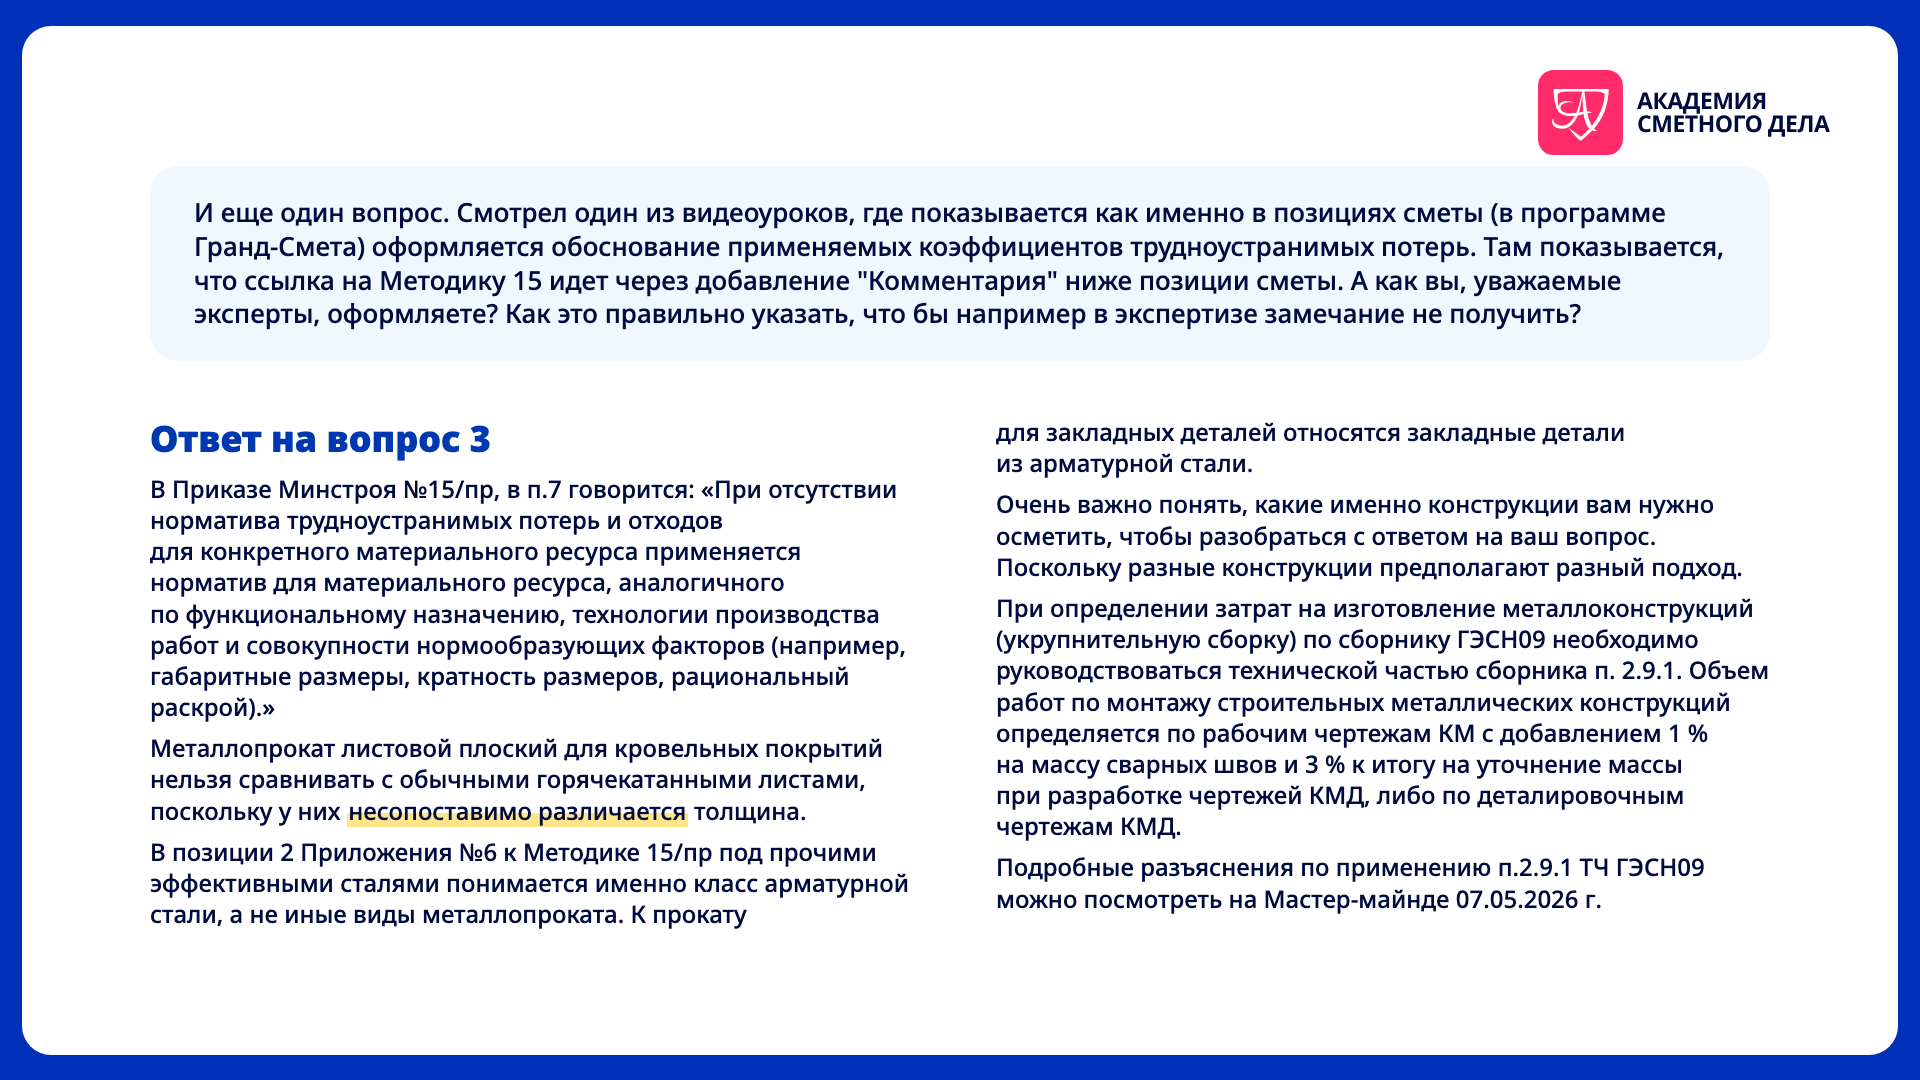 АКАДЕМИЯ
СМЕТНОГО ДЕЛА
И еще один вопрос. Смотрел один из видеоуроков, где показывается как именно в позициях сметы (в программе
Гранд-Смета) оформляется обоснование применяемых коэффициентов трудноустранимых потерь. Там показывается,
что ссылка на Методику 15 идет через добавление "Комментария" ниже позиции сметы. А как вы, уважаемые
эксперты, оформляете? Как это правильно указать, что бы например в экспертизе замечание не получить?
Ответ на вопрос 3
В Приказе Минстроя №15/пр, в п.7 говорится: «При отсутствии
норматива трудноустранимых потерь и отходов
для конкретного материального ресурса применяется
норматив для материального ресурса, аналогичного
по функциональному назначению, технологии производства
работ и совокупности нормообразующих факторов (например,
габаритные размеры, кратность размеров, рациональный
раскрой).»
Металлопрокат листовой плоский для кровельных покрытий
нельзя сравнивать с обычными горячекатанными листами,
поскольку у них несопоставимо различается толщина.
В позиции 2 Приложения №6 к Методике 15/пр под прочими
эффективными сталями понимается именно класс арматурной
стали, а не иные виды металлопроката. К прокату
для закладных деталей относятся закладные детали
из арматурной стали.
Очень важно понять, какие именно конструкции вам нужно
осметить, чтобы разобраться с ответом на ваш вопрос.
Поскольку разные конструкции предполагают разный подход.
При определении затрат на изготовление металлоконструкций
(укрупнительную сборку) по сборнику ГЭСН09 необходимо
руководствоваться технической частью сборника п. 2.9.1. Объем
работ по монтажу строительных металлических конструкций
определяется по рабочим чертежам КМ с добавлением 1 %
на массу сварных швов и 3 % к итогу на уточнение массы
при разработке чертежей КМД, либо по деталировочным
чертежам КМД.
Подробные разъяснения по применению п.2.9.1 ТЧ ГЭСН09
можно посмотреть на Мастер-майнде 07.05.2026 г.